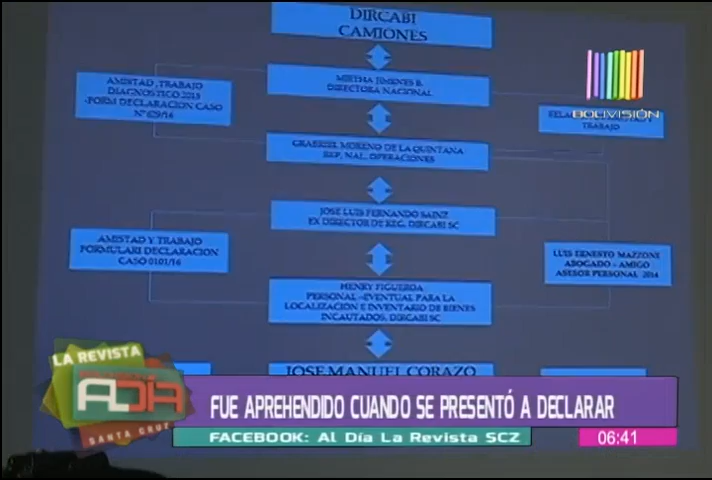 DIRCABI
CAMIONES
MIRTHA JIMENES B.
DIRECTORA NACIONAL
AMISTAD ,TRABAJO
DIAGNOSTICO 2013
-FORM DECLARACION CASO
Nº 029/16
BOLIVISIÓN
TRABAJO
GRABRIEL MORENO DE LA QUINTANA
REP. NAL. OPERACIONES
JOSE LUIS FERNANDO SAINZ
EX DIRECTOR DE REG. DIRCABI SC
AMISTAD Y TRABAJO
FORMULARI DECLARACION
CASO 0101/16
LUIS ERNESTO MAZZONE
ABOGADO – AMIGO
ASESOR PERSONAL 2014
HENRY FIGUEROA
PERSONAL –EVENTUAL PARA LA
LOCALIZACION E INVENTARIO DE BIENES
INCAUTADOS, DIRCABI SC
JOSE MANUEL CORAZO
LA REVISTA
AL DÍA
SANTA CRUZ
FUE APREHENDIDO CUANDO SE PRESENTÓ A DECLARAR
FACEBOOK: Al Día La Revista SCZ
06:41